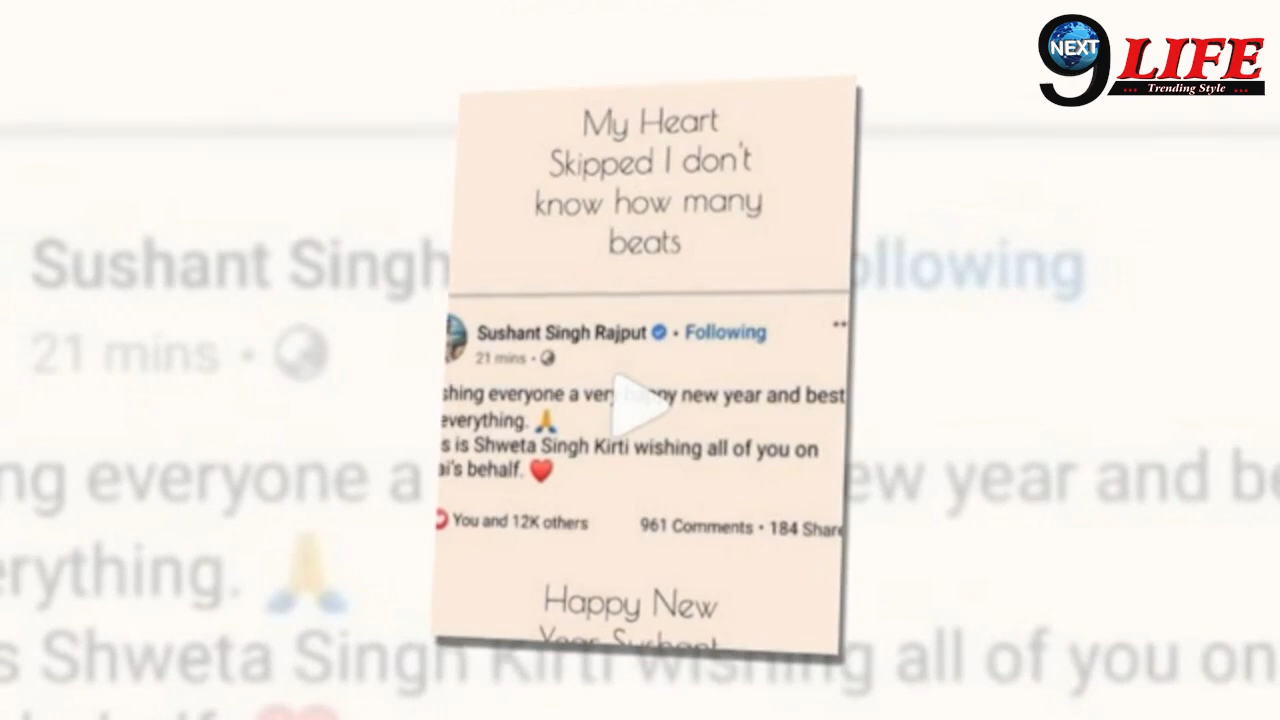 NEXT
9 LIFE
... Trending Style ...
My Heart
Skipped I don't
know how many
beats
Sushant Singh Rajput • Following
21 mins •
shing everyone a very happy new year and best
everything. 🙏
s is Shweta Singh Kirti wishing all of you on
ai's behalf. ❤️
You and 12K others 961 Comments • 184 Share
Happy New
Year Sushant
Sushant Singh ollowing
21 mins •
ng everyone a ew year and be
erything. 🙏
s Shweta Singh Kirti wishing all of you on